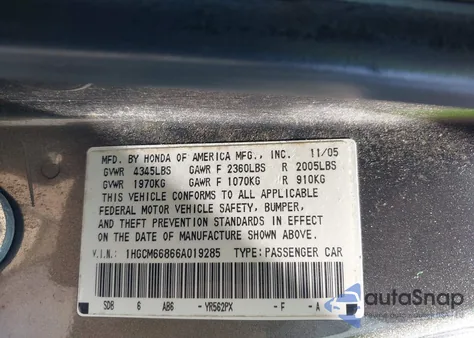 MFD. BY HONDA OF AMERICA MFG., INC. 11/05
GVWR 4345LBS GAWR F 2360LBS R 2005LBS
GVWR 1970KG GAWR F 1070KG R 910KG
THIS VEHICLE CONFORMS TO ALL APPLICABLE
FEDERAL MOTOR VEHICLE SAFETY, BUMPER,
AND THEFT PREVENTION STANDARDS IN EFFECT
ON THE DATE OF MANUFACTURE SHOWN ABOVE.
V.I.N.: 1HGCM66866A019285 TYPE: PASSENGER CAR
SD8 6 AB6 - YR562PX - F - A
autaSnap